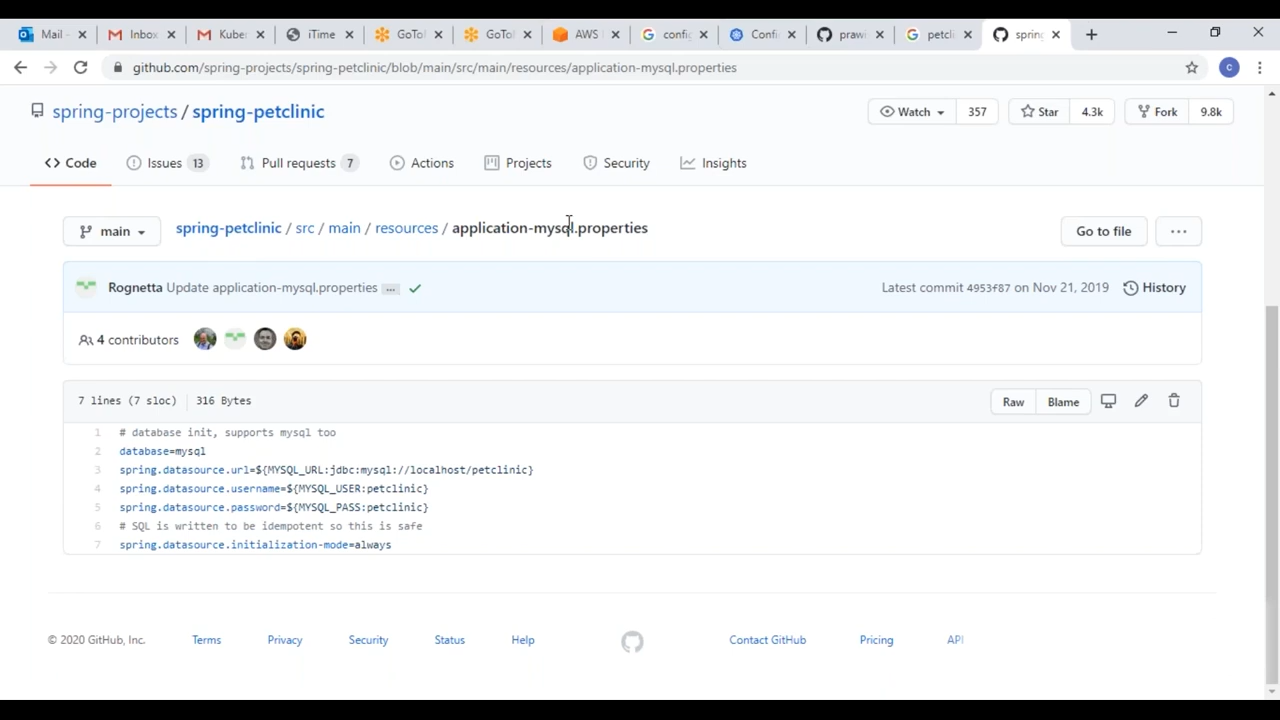 Mail -
Inbox
Kube
iTime
GoTo
GoTo
AWS
config
Confi
prawi
petcl
spring
github.com/spring-projects/spring-petclinic/blob/main/src/main/resources/application-mysql.properties
C
spring-projects / spring-petclinic
Watch 357
Star 4.3k
Fork 9.8k
<> Code
Issues 13
Pull requests 7
Actions
Projects
Security
Insights
main
spring-petclinic / src / main / resources / application-mysql.properties
Go to file
...
Rognetta Update application-mysql.properties ...
Latest commit 4953f87 on Nov 21, 2019
History
4 contributors
7 lines (7 sloc) 316 Bytes
Raw
Blame
1 # database init, supports mysql too
2 database=mysql
3 spring.datasource.url=${MYSQL_URL:jdbc:mysql://localhost/petclinic}
4 spring.datasource.username=${MYSQL_USER:petclinic}
5 spring.datasource.password=${MYSQL_PASS:petclinic}
6 # SQL is written to be idempotent so this is safe
7 spring.datasource.initialization-mode=always
© 2020 GitHub, Inc.
Terms
Privacy
Security
Status
Help
Contact GitHub
Pricing
API